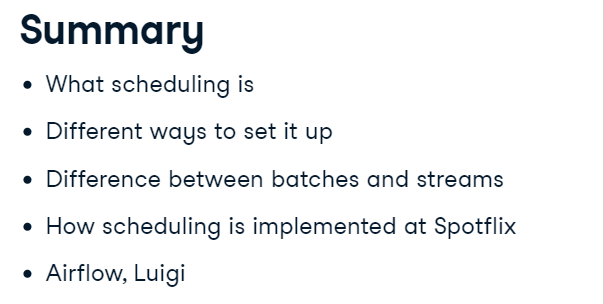 Summary
• What scheduling is
• Different ways to set it up
• Difference between batches and streams
• How scheduling is implemented at Spotflix
• Airflow, Luigi